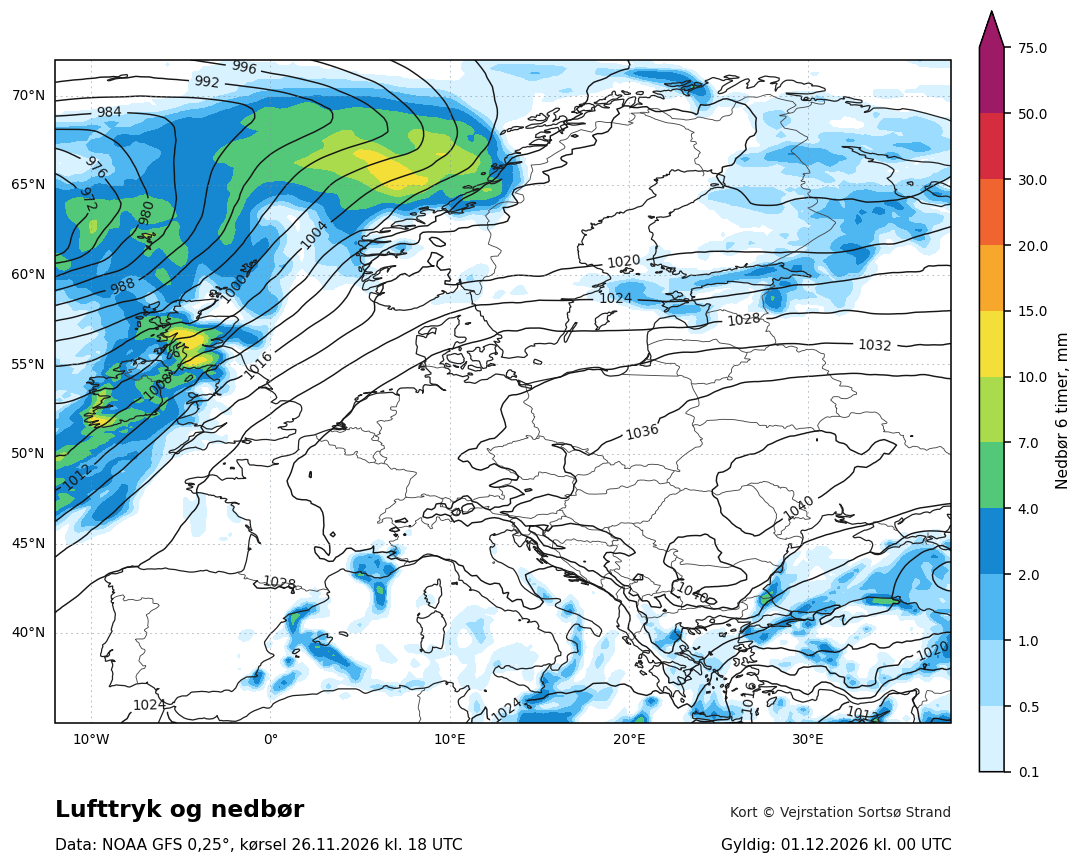 996
992
984
976
972
980
988
1004
1000
1008
1016
1012
1020
1024
1028
1032
1036
1040
1040
1028
1024
1024
1016
1020
1012
70°N
65°N
60°N
55°N
50°N
45°N
40°N
10°W
0°
10°E
20°E
30°E
75.0
50.0
30.0
20.0
15.0
10.0
7.0
4.0
2.0
1.0
0.5
0.1
Nedbør 6 timer, mm
Lufttryk og nedbør
Kort © Vejrstation Sortsø Strand
Data: NOAA GFS 0,25°, kørsel 26.11.2026 kl. 18 UTC
Gyldig: 01.12.2026 kl. 00 UTC